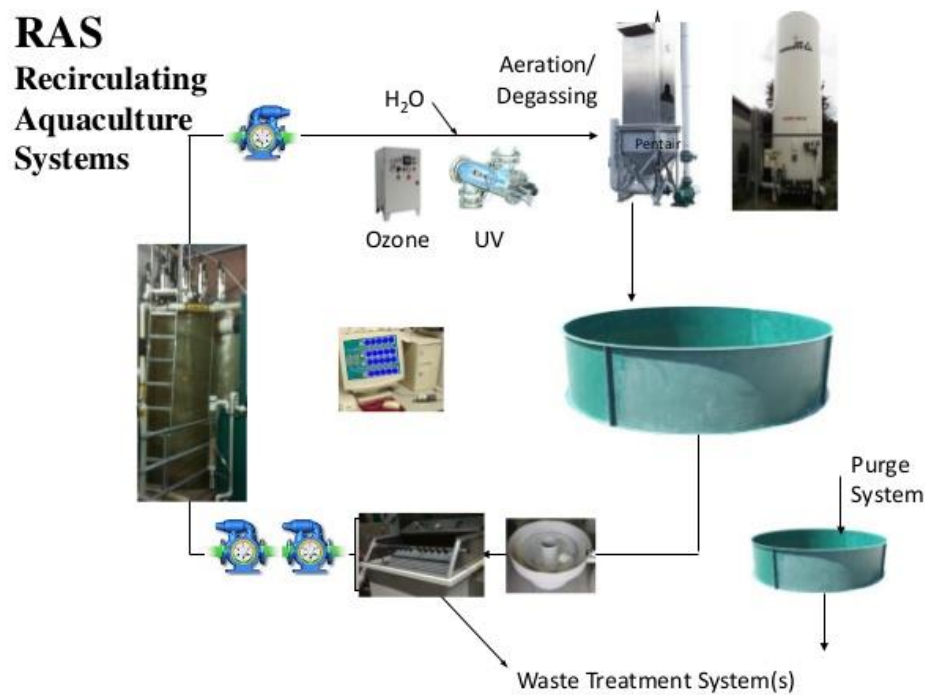 RAS
Recirculating
Aquaculture
Systems
H₂O
Aeration/
Degassing
Pentair
Ozone
UV
Purge
System
Waste Treatment System(s)